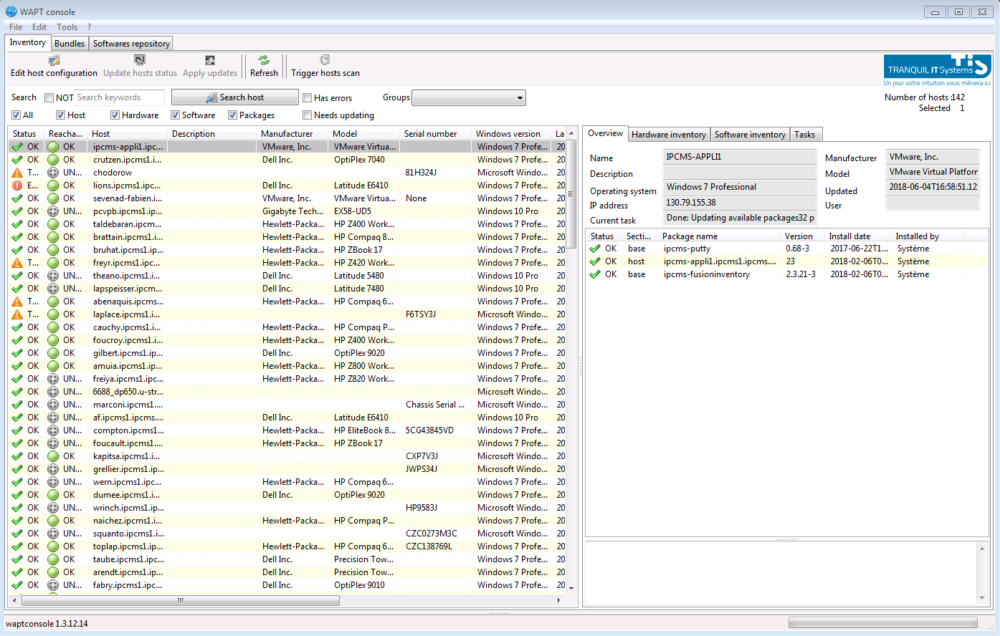 WAPT console
File Edit Tools ?
Inventory Bundles Softwares repository
Edit host configuration Update hosts status Apply updates Refresh Trigger hosts scan
TRANQUIL IT Systems TIS
Un jour votre intuition vous mènera ici
Search NOT Search keywords Search host Has errors Groups Number of hosts :142
Selected 1
All Host Hardware Software Packages Needs updating
Status Reacha... Host Description Manufacturer Model Serial number Windows version La
OK OK ipcms-appli1.ipc... VMware, Inc. VMware Virtua... Windows 7 Profe... 20
OK OK crutzen.ipcms1.i... Dell Inc. OptiPlex 7040 Windows 7 Profe... 20
T... UN... chodorow 81H324J Microsoft Windo... 20
E... OK lions.ipcms1.ipc... Dell Inc. Latitude E6410 Windows 7 Profe... 20
OK OK sevenad-fabien.i... VMware, Inc. VMware Virtua... None Windows 7 Profe... 20
OK UN... pcvpb.ipcms1.ip... Gigabyte Tech... EX58-UD5 Windows 10 Pro 20
OK OK taldebaran.ipcm... Hewlett-Packa... HP Z400 Work... Windows 7 Profe... 20
OK OK brattain.ipcms1.i... Hewlett-Packa... HP Compaq 8... Windows 7 Profe... 20
OK OK bruhat.ipcms1.ip... Hewlett-Packa... HP ZBook 17 Windows 7 Profe... 20
T... OK freyr.ipcms1.ipc... Hewlett-Packa... HP Z420 Work... Windows 7 Profe... 20
OK UN... theano.ipcms1.i... Dell Inc. Latitude 5480 Windows 10 Pro 20
OK UN... lapspeisser.ipcm... Dell Inc. Latitude 7480 Windows 10 Pro 20
T... OK abenaquis.ipcms... Hewlett-Packa... HP Compaq 6... Windows 7 Profe... 20
T... OK laplace.ipcms1.i... F6TSY3J Microsoft Windo... 20
OK OK cauchy.ipcms1.i... Hewlett-Packa... HP Compaq P... Windows 7 Profe... 20
OK OK foucroy.ipcms1.i... Hewlett-Packa... HP Z400 Work... Windows 7 Profe... 20
OK OK gilbert.ipcms1.ip... Dell Inc. OptiPlex 9020 Windows 7 Profe... 20
OK OK amuia.ipcms1.ip... Hewlett-Packa... HP Z800 Work... Windows 7 Profe... 20
OK UN... freiya.ipcms1.ip... Hewlett-Packa... HP Z820 Work... Windows 7 Profe... 20
OK UN... 6688_dp650.u-str... Microsoft Windo... 20
OK UN... marconi.ipcms1.... Chassis Serial ... Microsoft Windo... 20
OK UN... af.ipcms1.ipcms.... Dell Inc. Latitude E6410 Windows 10 Pro 20
OK UN... compton.ipcms1... Hewlett-Packa... HP EliteBook 8... 5CG43845VD Windows 7 Profe... 20
OK UN... foucault.ipcms1.... Hewlett-Packa... HP ZBook 17 Windows 7 Profe... 20
OK OK kapitsa.ipcms1.i... CXP7V3J Microsoft Windo... 20
OK UN... grellier.ipcms1.ip... JWPS34J Microsoft Windo... 20
OK UN... wern.ipcms1.ipc... Hewlett-Packa... HP Compaq 6... Windows 7 Profe... 20
OK OK dumee.ipcms1.i... Dell Inc. OptiPlex 9020 Windows 7 Profe... 20
OK UN... wrinch.ipcms1.ip... HP9583J Microsoft Windo... 20
OK OK naichez.ipcms1.i... Hewlett-Packa... HP Compaq P... Windows 7 Profe... 20
OK UN... squanto.ipcms1.i... CZC0273M3C Microsoft Windo... 20
OK OK toplap.ipcms1.ip... Hewlett-Packa... HP Compaq 6... CZC138769L Windows 7 Profe... 20
OK OK taube.ipcms1.ipc... Dell Inc. Precision Tow... Windows 7 Profe... 20
OK OK arendt.ipcms1.ip... Dell Inc. Precision Tow... Windows 7 Profe... 20
OK UN... fabry.ipcms1.ipc... Dell Inc. OptiPlex 9010 Windows 7 Profe... 20
Overview Hardware inventory Software inventory Tasks
Name IPCMS-APPLI1 Manufacturer VMware, Inc.
Description Model VMware Virtual Platform
Operating system Windows 7 Professional Updated 2018-06-04T16:58:51.12
IP address 130.79.155.38 User
Current task Done: Updating available packages32 p
Status Secti... Package name Version Install date Installed by
OK base ipcms-putty 0.68-3 2017-06-22T1... Système
OK host ipcms-appli1.ipcms1.ipcms.... 23 2018-02-06T0... Système
OK base ipcms-fusioninventory 2.3.21-3 2018-02-06T0... Système
waptconsole 1.3.12.14